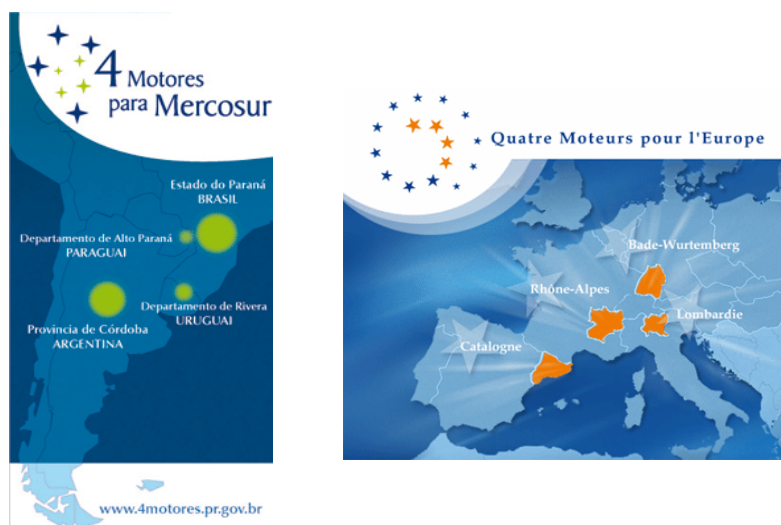 4 Motores
para Mercosur
Estado do Paraná
BRASIL
Departamento de Alto Paraná
PARAGUAI
Departamento de Rivera
URUGUAI
Provincia de Córdoba
ARGENTINA
www.4motores.pr.gov.br
Quatre Moteurs pour l'Europe
Bade-Wurtemberg
Rhône-Alpes
Lombardie
Catalogne